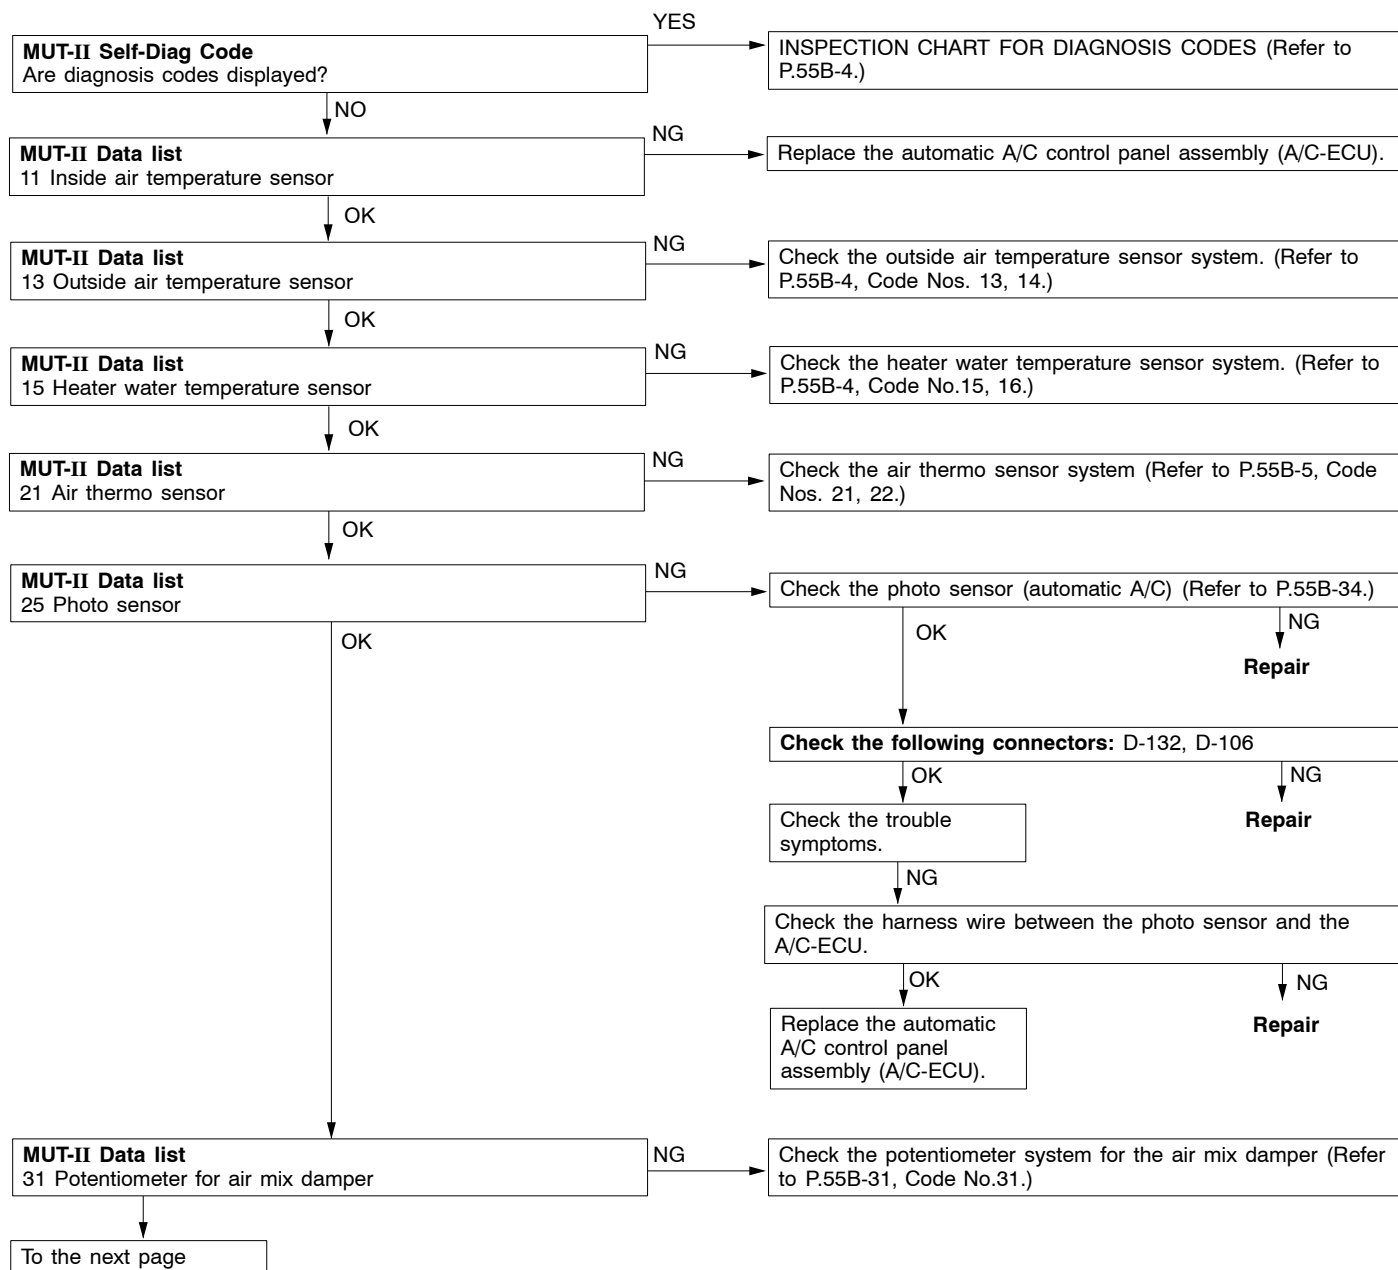 YES
MUT-II Self-Diag Code
Are diagnosis codes displayed?
INSPECTION CHART FOR DIAGNOSIS CODES (Refer to
P.55B-4.)
NO
MUT-II Data list
11 Inside air temperature sensor
NG
Replace the automatic A/C control panel assembly (A/C-ECU).
OK
MUT-II Data list
13 Outside air temperature sensor
NG
Check the outside air temperature sensor system. (Refer to
P.55B-4, Code Nos. 13, 14.)
OK
MUT-II Data list
15 Heater water temperature sensor
NG
Check the heater water temperature sensor system. (Refer to
P.55B-4, Code No.15, 16.)
OK
MUT-II Data list
21 Air thermo sensor
NG
Check the air thermo sensor system (Refer to P.55B-5, Code
Nos. 21, 22.)
OK
MUT-II Data list
25 Photo sensor
NG
Check the photo sensor (automatic A/C) (Refer to P.55B-34.)
OK
OK
NG
Repair
Check the following connectors: D-132, D-106
OK
NG
Check the trouble
symptoms.
Repair
NG
Check the harness wire between the photo sensor and the
A/C-ECU.
OK
NG
Replace the automatic
A/C control panel
assembly (A/C-ECU).
Repair
MUT-II Data list
31 Potentiometer for air mix damper
NG
Check the potentiometer system for the air mix damper (Refer
to P.55B-31, Code No.31.)
To the next page